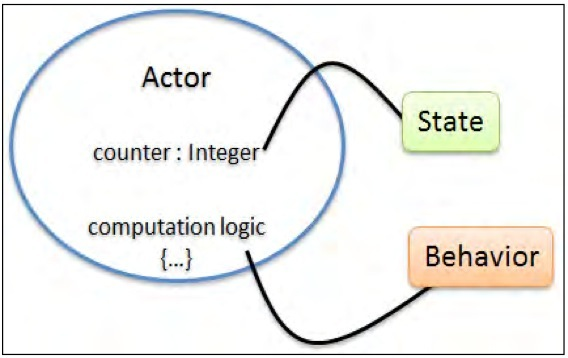 Actor
counter : Integer
State
computation logic
{...}
Behavior